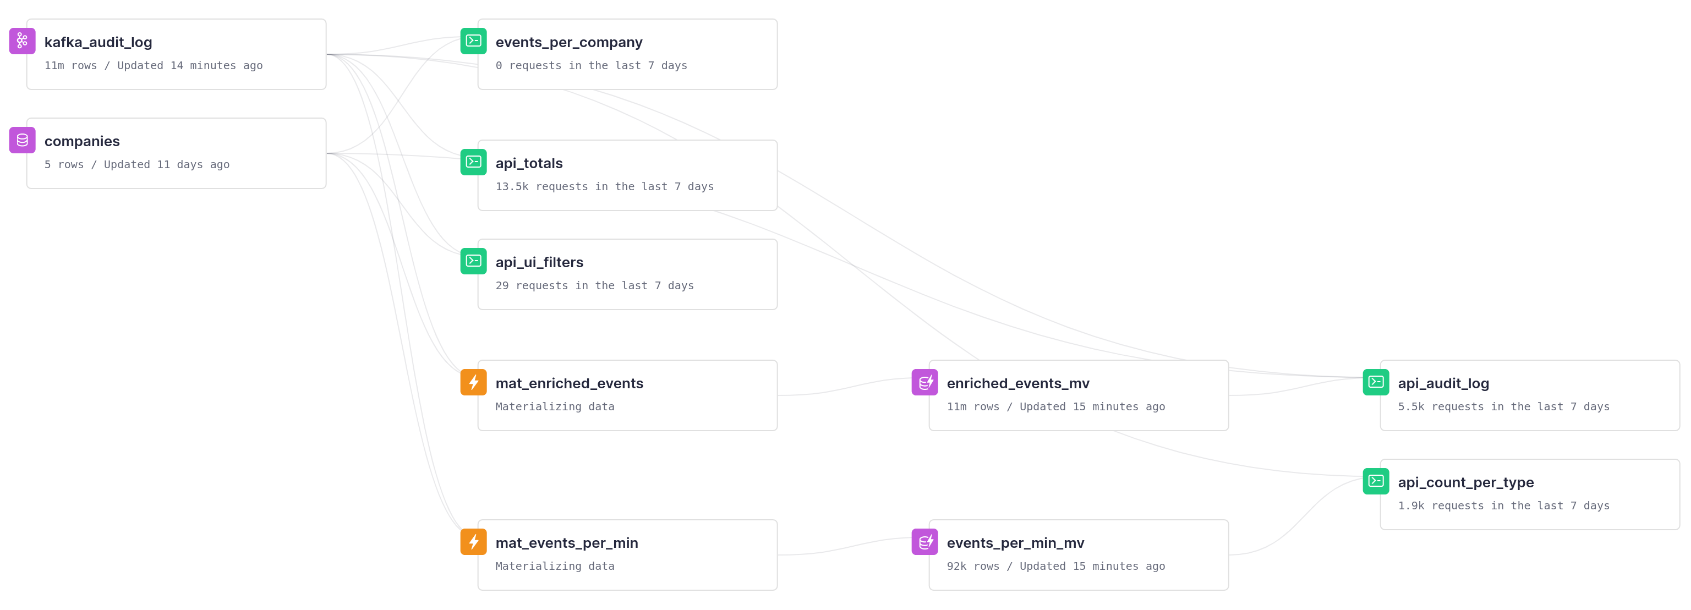 kafka_audit_log
11m rows / Updated 14 minutes ago
companies
5 rows / Updated 11 days ago
events_per_company
0 requests in the last 7 days
api_totals
13.5k requests in the last 7 days
api_ui_filters
29 requests in the last 7 days
mat_enriched_events
Materializing data
mat_events_per_min
Materializing data
enriched_events_mv
11m rows / Updated 15 minutes ago
events_per_min_mv
92k rows / Updated 15 minutes ago
api_audit_log
5.5k requests in the last 7 days
api_count_per_type
1.9k requests in the last 7 days